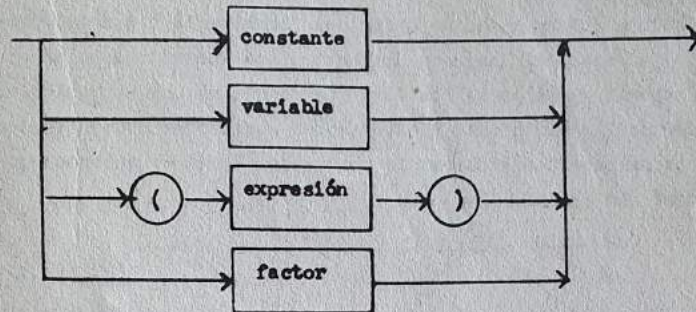 constante
variable
( expresión )
factor